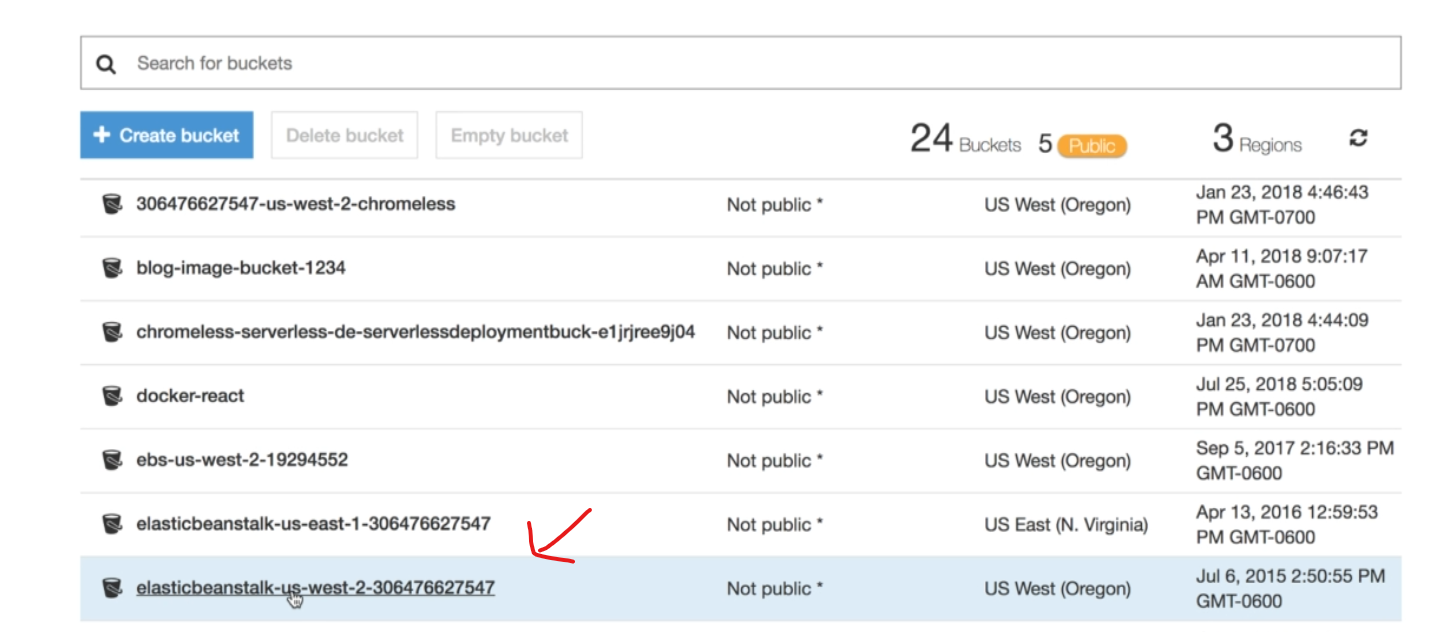 Search for buckets
+ Create bucket Delete bucket Empty bucket 24 Buckets 5 Public 3 Regions
306476627547-us-west-2-chromeless Not public * US West (Oregon) Jan 23, 2018 4:46:43
PM GMT-0700
blog-image-bucket-1234 Not public * US West (Oregon) Apr 11, 2018 9:07:17
AM GMT-0600
chromeless-serverless-de-serverlessdeploymentbuck-e1jrjree9j04 Not public * US West (Oregon) Jan 23, 2018 4:44:09
PM GMT-0700
docker-react Not public * US West (Oregon) Jul 25, 2018 5:05:09
PM GMT-0600
ebs-us-west-2-19294552 Not public * US West (Oregon) Sep 5, 2017 2:16:33 PM
GMT-0600
elasticbeanstalk-us-east-1-306476627547 Not public * US East (N. Virginia) Apr 13, 2016 12:59:53
PM GMT-0600
elasticbeanstalk-us-west-2-306476627547 Not public * US West (Oregon) Jul 6, 2015 2:50:55 PM
GMT-0600